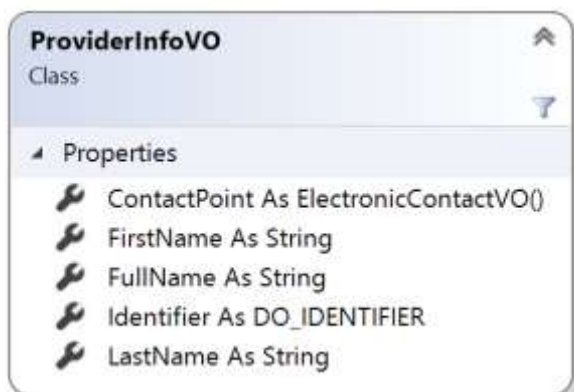 ProviderInfoVO
Class
Properties
ContactPoint As ElectronicContactVO()
FirstName As String
FullName As String
Identifier As DO_IDENTIFIER
LastName As String